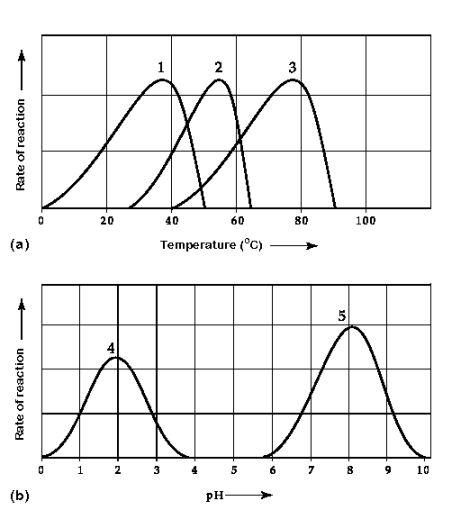 1 2 3
Rate of reaction
0 20 40 60 80 100
(a) Temperature (°C)
4 5
Rate of reaction
0 1 2 3 4 5 6 7 8 9 10
(b) pH